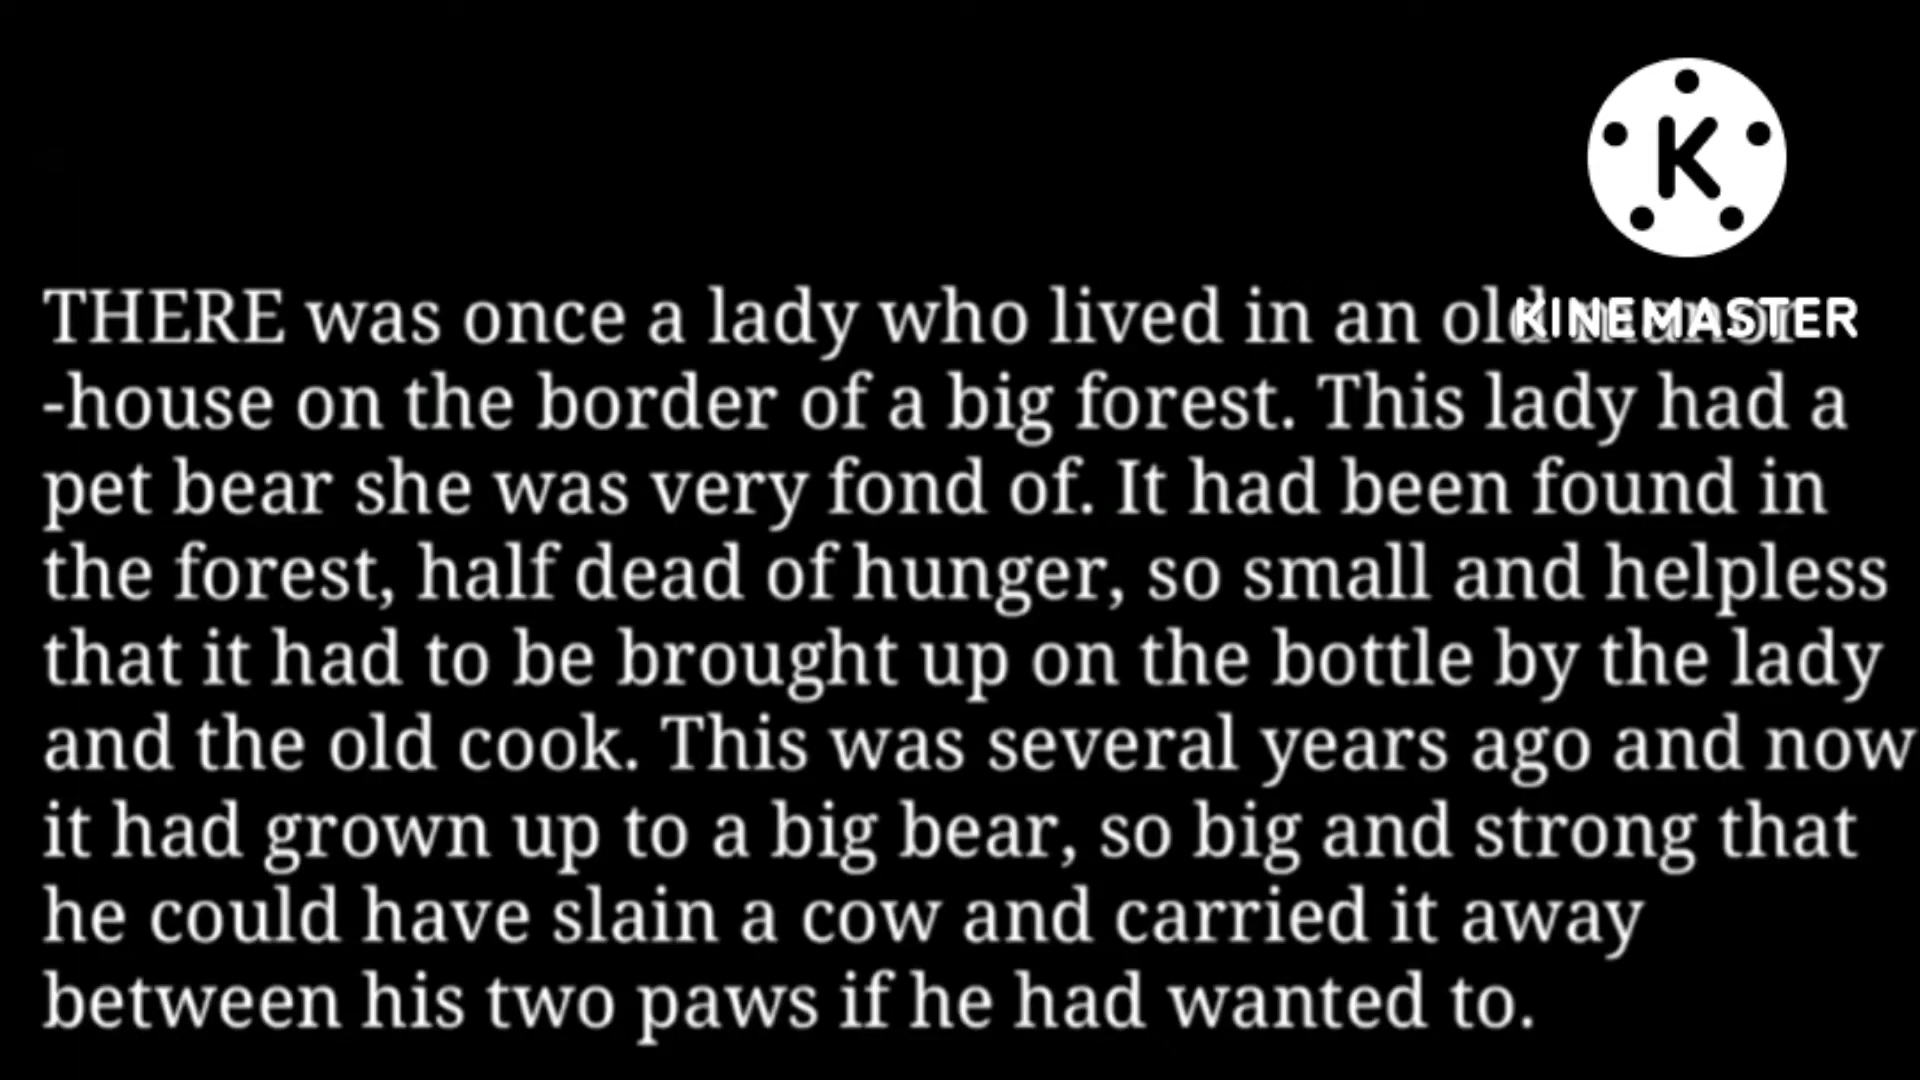 K
KINEMASTER
THERE was once a lady who lived in an old manor
-house on the border of a big forest. This lady had a
pet bear she was very fond of. It had been found in
the forest, half dead of hunger, so small and helpless
that it had to be brought up on the bottle by the lady
and the old cook. This was several years ago and now
it had grown up to a big bear, so big and strong that
he could have slain a cow and carried it away
between his two paws if he had wanted to.